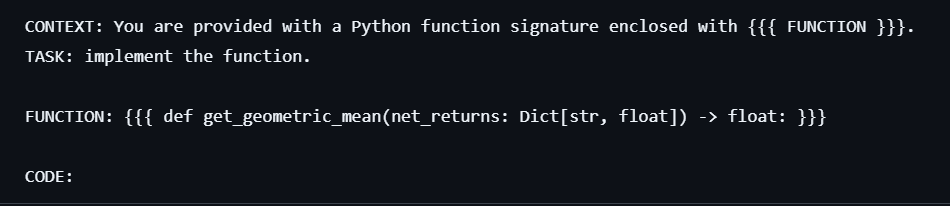 CONTEXT: You are provided with a Python function signature enclosed with {{{ FUNCTION }}}.
TASK: implement the function.
FUNCTION: {{{ def get_geometric_mean(net_returns: Dict[str, float]) -> float: }}}
CODE: